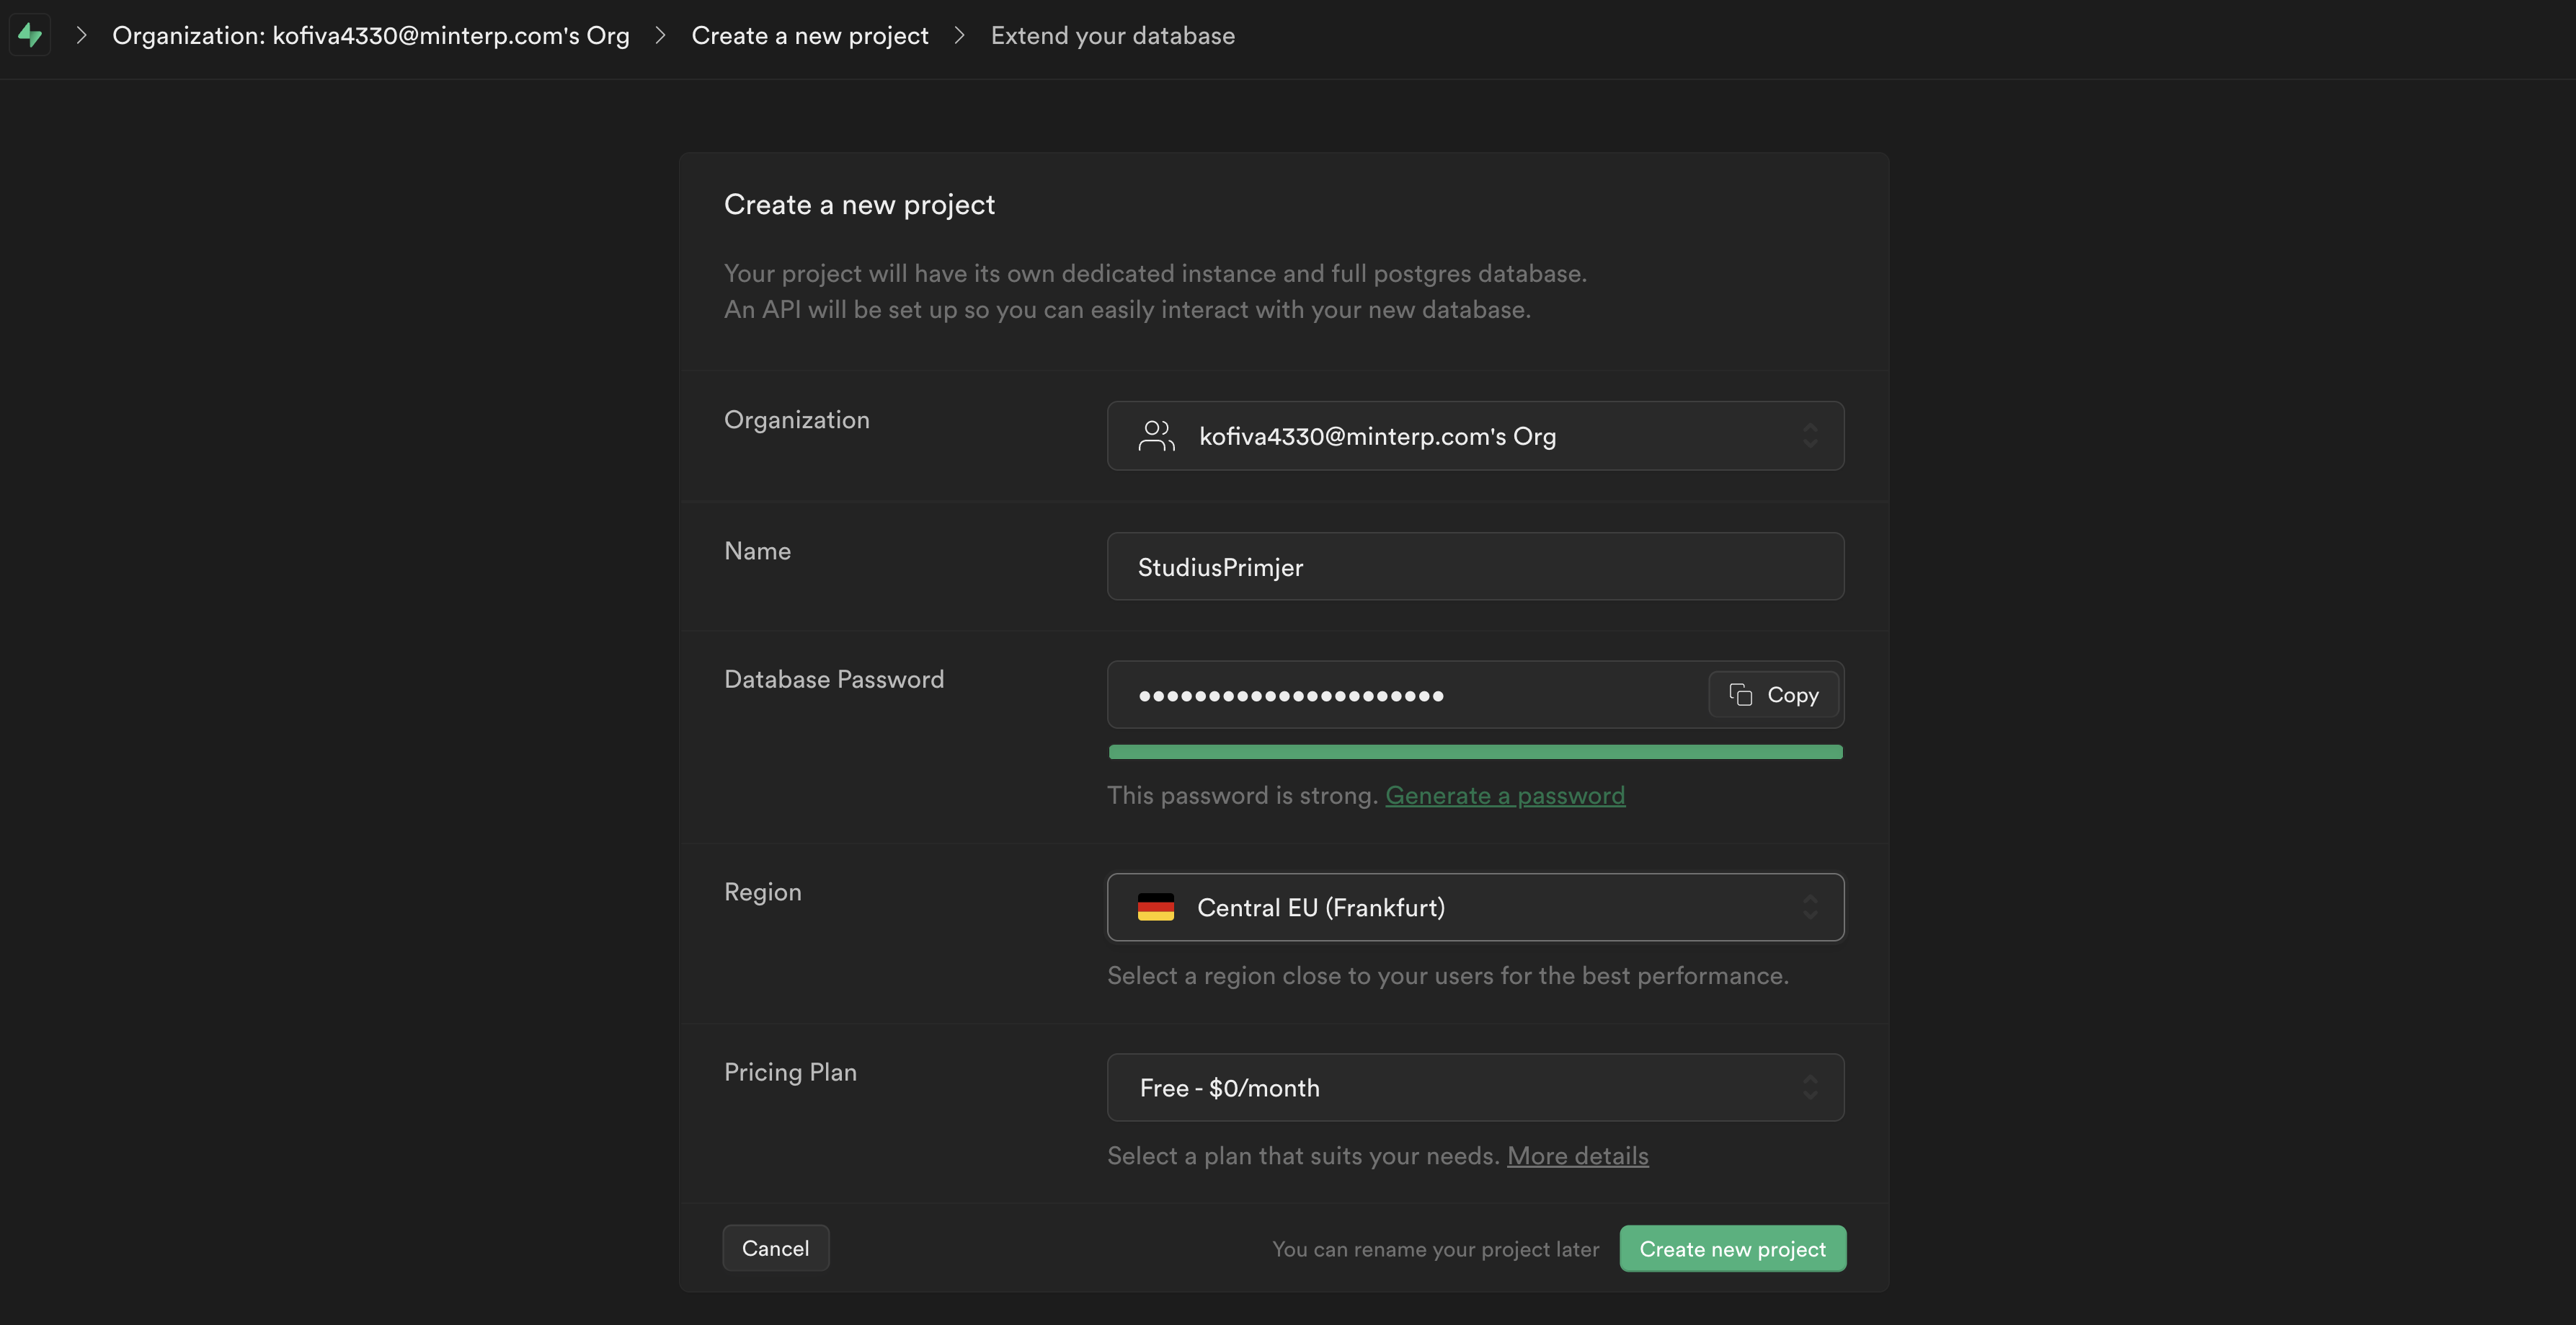 Organization: kofiva4330@minterp.com's Org > Create a new project > Extend your database
Create a new project
Your project will have its own dedicated instance and full postgres database.
An API will be set up so you can easily interact with your new database.
Organization
kofiva4330@minterp.com's Org
Name
StudiusPrimjer
Database Password
••••••••••••••••••••••
Copy
This password is strong. Generate a password
Region
Central EU (Frankfurt)
Select a region close to your users for the best performance.
Pricing Plan
Free - $0/month
Select a plan that suits your needs. More details
Cancel
You can rename your project later
Create new project